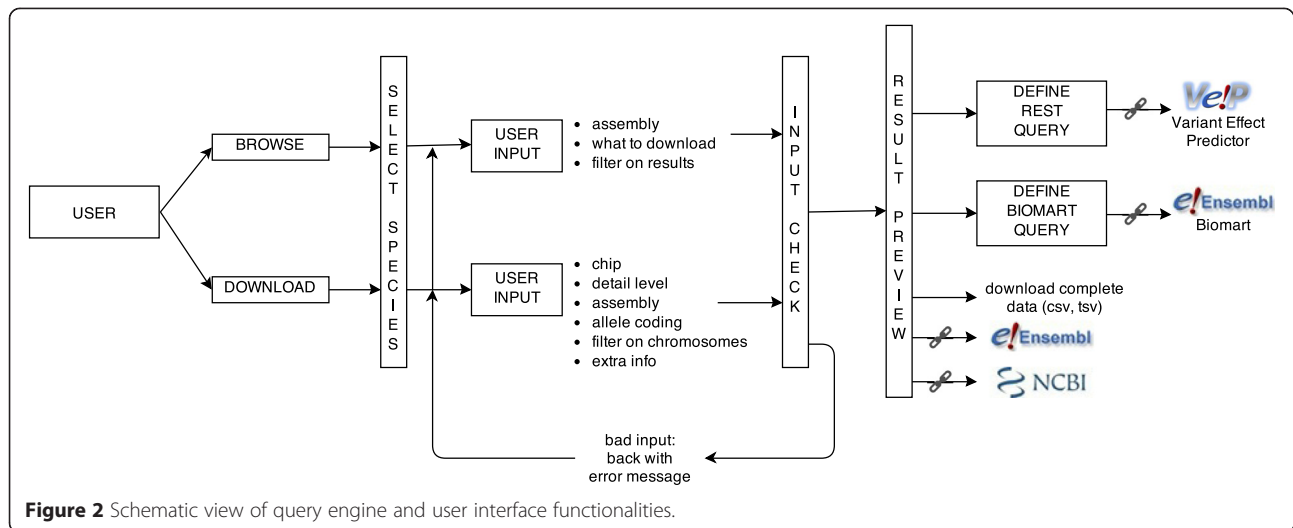 USER
BROWSE
DOWNLOAD
SELECT SPECIES
USER
INPUT
• assembly
• what to download
• filter on results
USER
INPUT
• chip
• detail level
• assembly
• allele coding
• filter on chromosomes
• extra info
bad input:
back with
error message
INPUT CHECK
RESULT PREVIEW
DEFINE
REST
QUERY
Ve!P
Variant Effect
Predictor
DEFINE
BIOMART
QUERY
e!Ensembl
Biomart
download complete
data (csv, tsv)
e!Ensembl
NCBI
Figure 2 Schematic view of query engine and user interface functionalities.